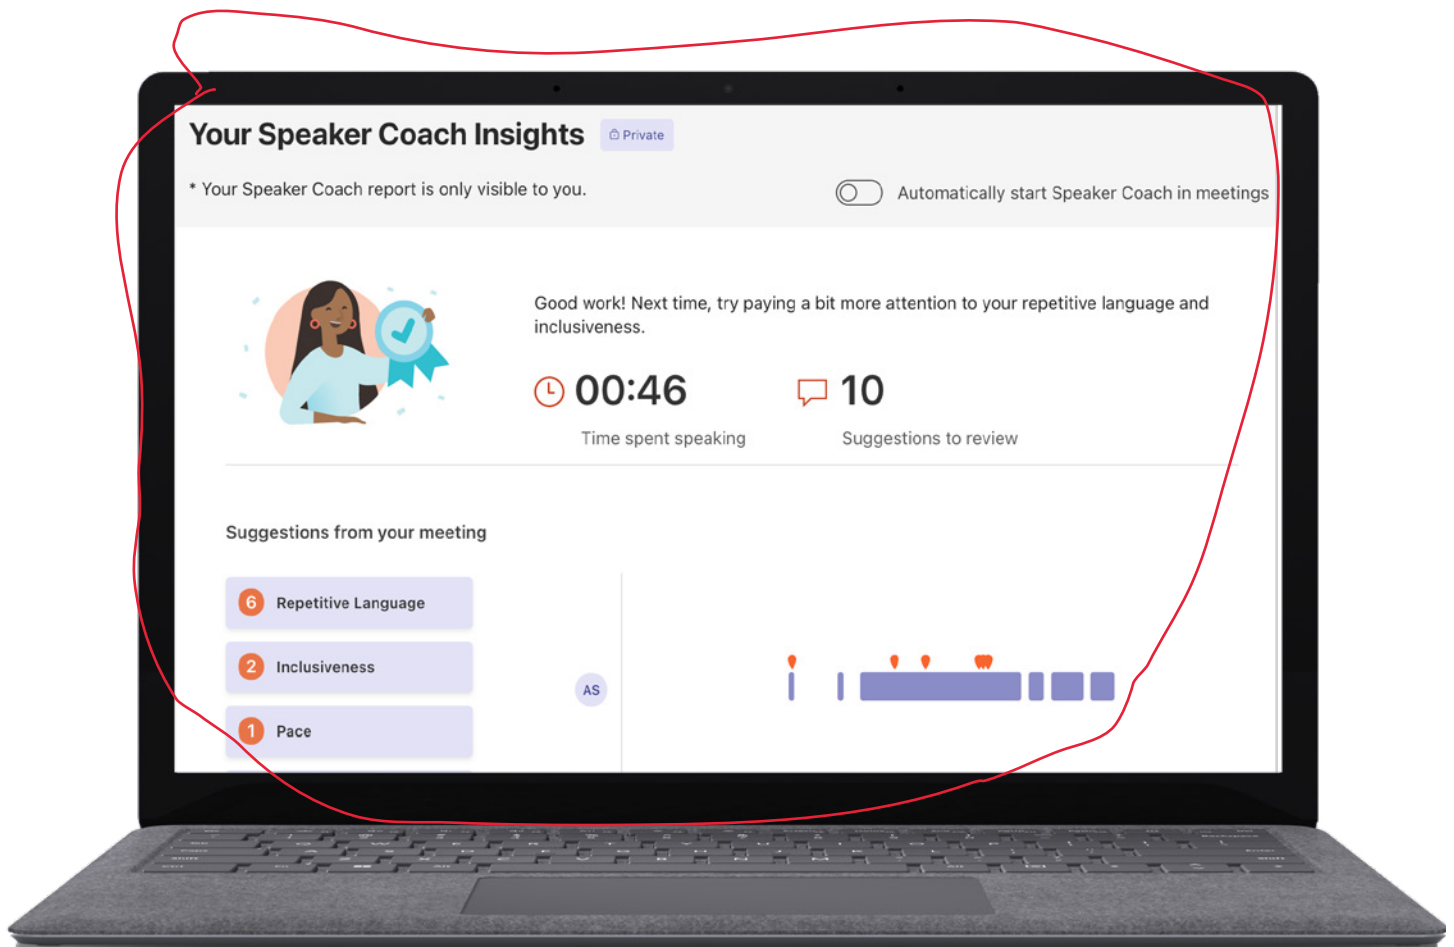 Your Speaker Coach Insights Private
* Your Speaker Coach report is only visible to you.
Automatically start Speaker Coach in meetings
Good work! Next time, try paying a bit more attention to your repetitive language and
inclusiveness.
00:46 10
Time spent speaking Suggestions to review
Suggestions from your meeting
6 Repetitive Language
2 Inclusiveness
AS
1 Pace